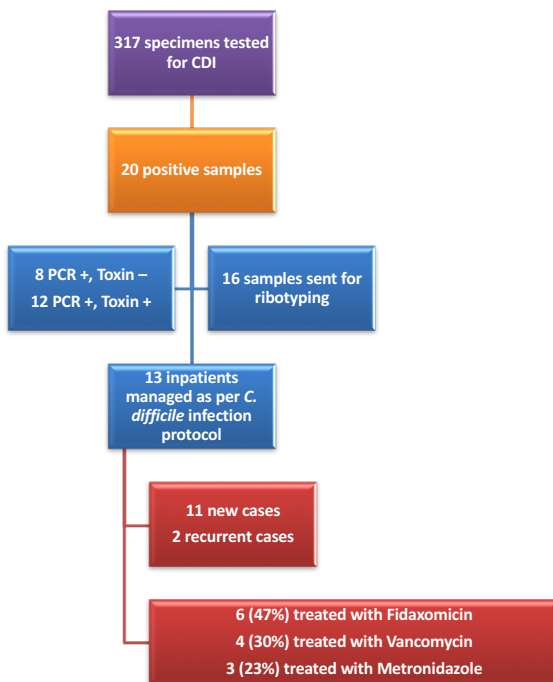 317 specimens tested
for CDI
20 positive samples
8 PCR +, Toxin –
12 PCR +, Toxin +
16 samples sent for
ribotyping
13 inpatients
managed as per C.
difficile infection
protocol
11 new cases
2 recurrent cases
6 (47%) treated with Fidaxomicin
4 (30%) treated with Vancomycin
3 (23%) treated with Metronidazole